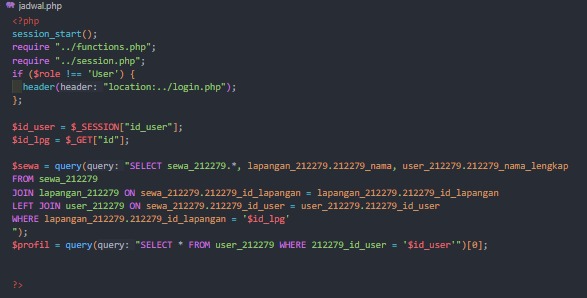 jadwal.php
<?php
session_start();
require "../functions.php";
require "../session.php";
if ($role !== 'User') {
header(header: "location:../login.php");
};
$id_user = $_SESSION["id_user"];
$id_lpg = $_GET["id"];
$sewa = query(query: "SELECT sewa_212279.*, lapangan_212279.212279_nama, user_212279.212279_nama_lengkap
FROM sewa_212279
JOIN lapangan_212279 ON sewa_212279.212279_id_lapangan = lapangan_212279.212279_id_lapangan
LEFT JOIN user_212279 ON sewa_212279.212279_id_user = user_212279.212279_id_user
WHERE lapangan_212279.212279_id_lapangan = '$id_lpg'
");
$profil = query(query: "SELECT * FROM user_212279 WHERE 212279_id_user = '$id_user'")[0];
?>